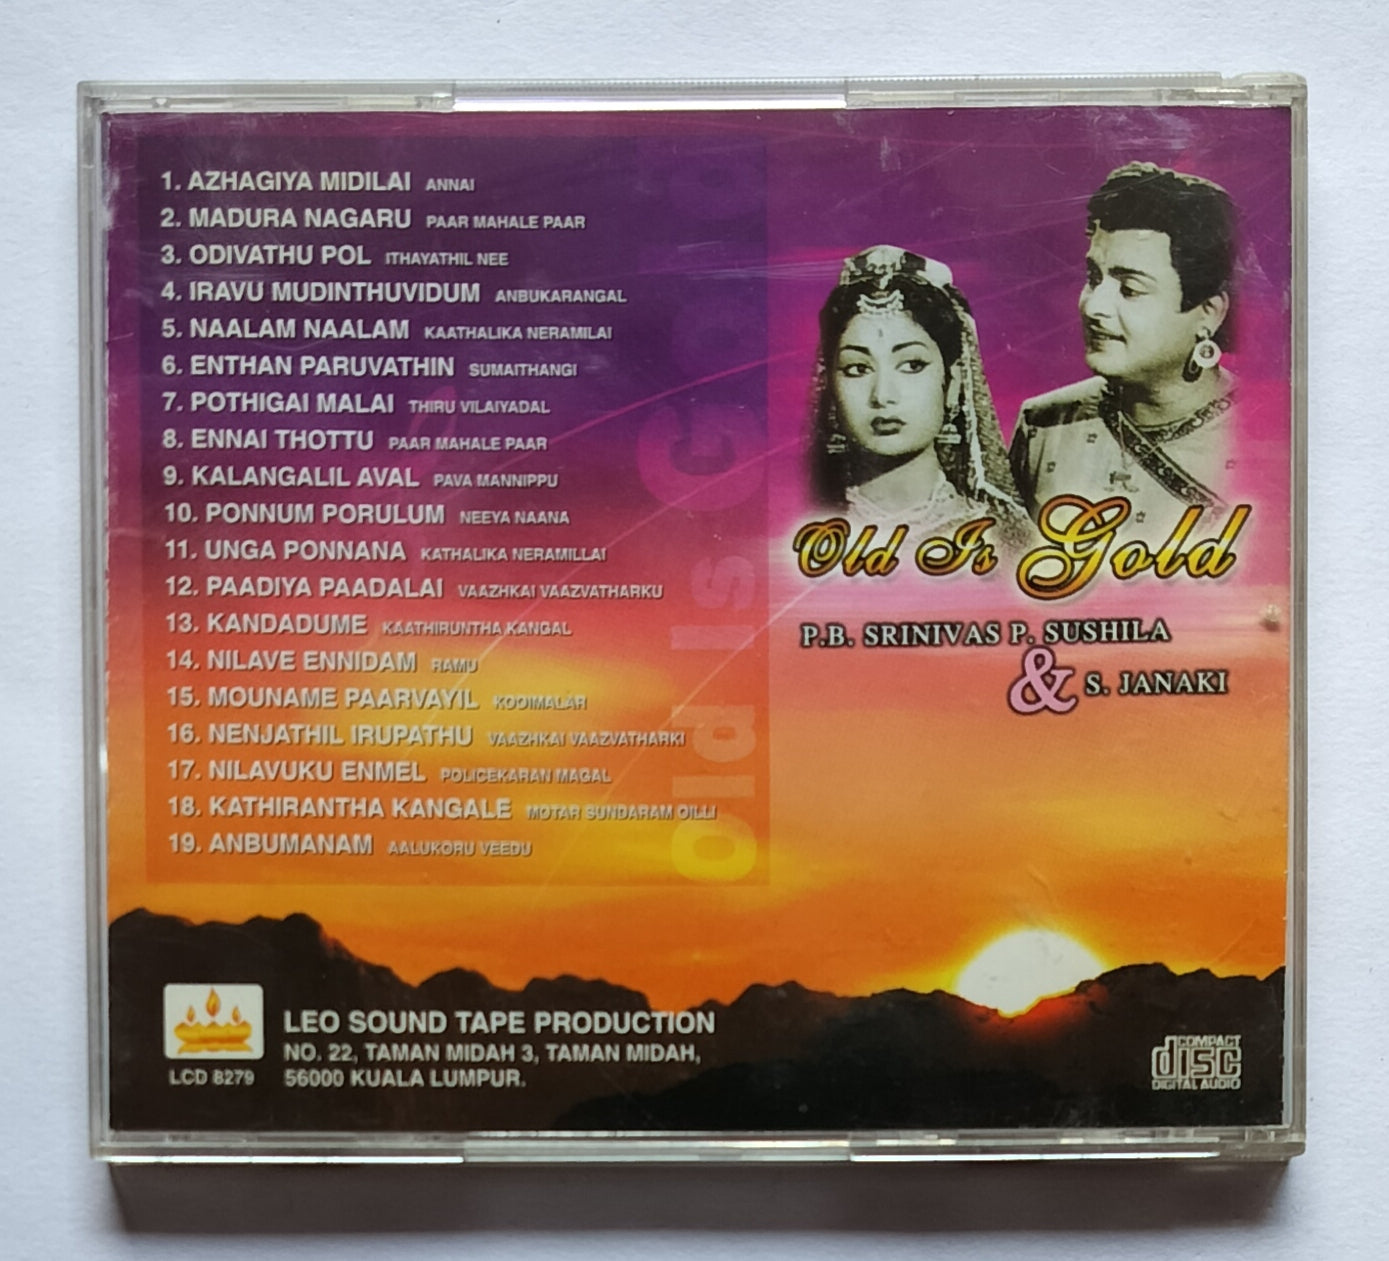 1. AZHAGIYA MIDILAI ANNAI
2. MADURA NAGARU PAAR MAHALE PAAR
3. ODIVATHU POL ITHAYATHIL NEE
4. IRAVU MUDINTHUVIDUM ANBUKARANGAL
5. NAALAM NAALAM KAATHALIKA NERAMILAI
6. ENTHAN PARUVATHIN SUMAITHANGI
7. POTHIGAI MALAI THIRU VILAIYADAL
8. ENNAI THOTTU PAAR MAHALE PAAR
9. KALANGALIL AVAL PAVA MANNIPPU
10. PONNUM PORULUM NEEYA NAANA
11. UNGA PONNANA KATHALIKA NERAMILLAI
12. PAADIYA PAADALAI VAAZHKAI VAAZVATHARKU
13. KANDADUME KAATHIRUNTHA KANGAL
14. NILAVE ENNIDAM RAMU
15. MOUNAME PAARVAYIL KODIMALAR
16. NENJATHIL IRUPATHU VAAZHKAI VAAZVATHARKI
17. NILAVUKU ENMEL POLICEKARAN MAGAL
18. KATHIRANTHA KANGALE MOTAR SUNDARAM OILLI
19. ANBUMANAM AALUKORU VEEDU
old Is Gold
Old Is Gold
P.B. SRINIVAS P. SUSHILA
& S. JANAKI
LEO SOUND TAPE PRODUCTION
NO. 22, TAMAN MIDAH 3, TAMAN MIDAH,
56000 KUALA LUMPUR.
LCD 8279
COMPACT
disc
DIGITAL AUDIO